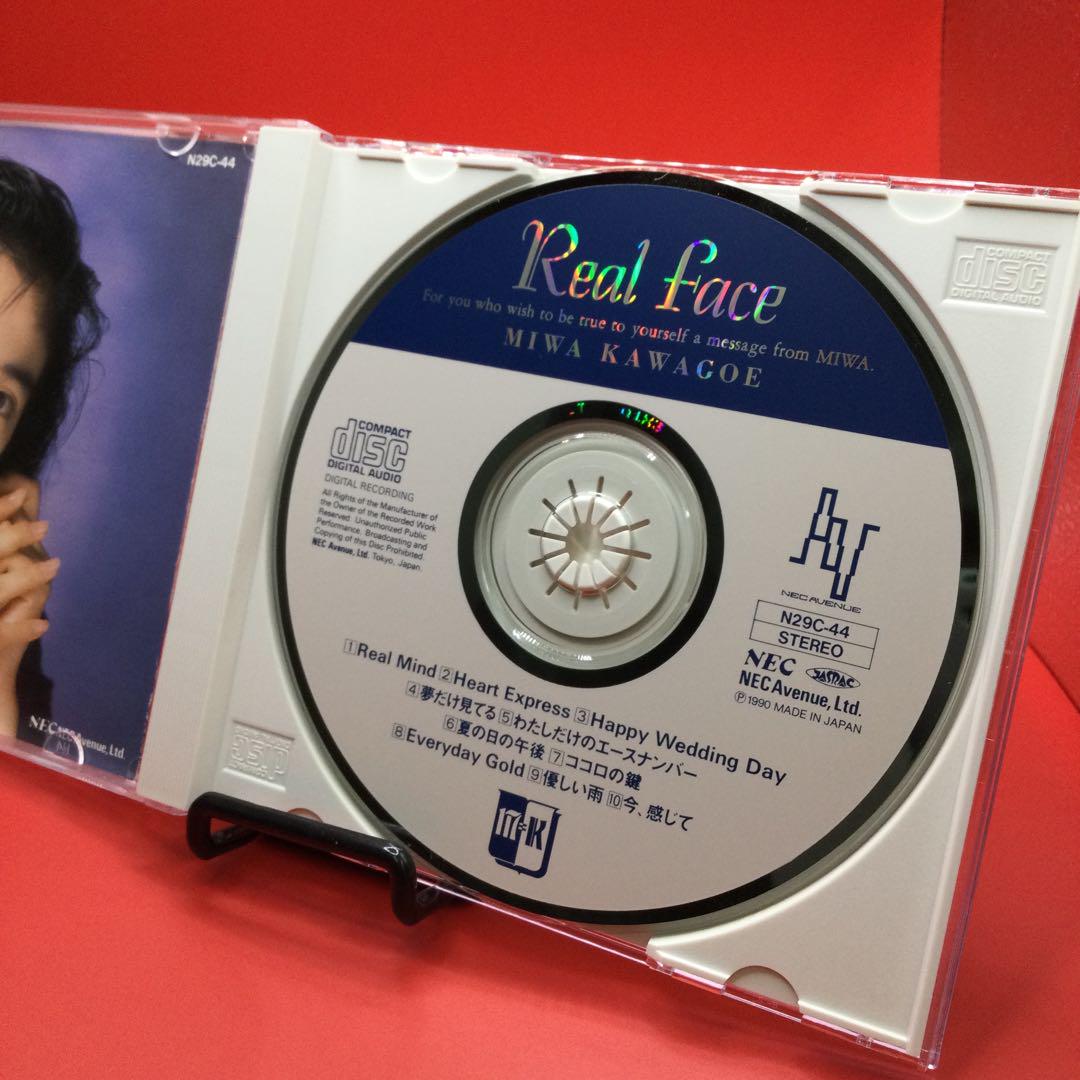 N29C-44
NEC NEC Avenue, Ltd.
COMPACT
disc
DIGITAL AUDIO
Real Face
For you who wish to be true to yourself a message from MIWA.
MIWA KAWAGOE
COMPACT
disc
DIGITAL AUDIO
DIGITAL RECORDING
All Rights of the Manufacturer of
the Owner of the Recorded Work
Reserved. Unauthorized Public
Performance, Broadcasting and
Copying of this Disc Prohibited.
NEC Avenue, Ltd. Tokyo, Japan.
NEC AVENUE
N29C-44
STEREO
NEC JASRAC
NEC Avenue, Ltd.
Ⓟ 1990 MADE IN JAPAN
1 Real Mind 2 Heart Express 3 Happy Wedding Day
4 夢だけ見てる 5 わたしだけのエースナンバー
6 夏の日の午後 7 ココロの鍵
8 Everyday Gold 9 優しい雨 10 今、感じて